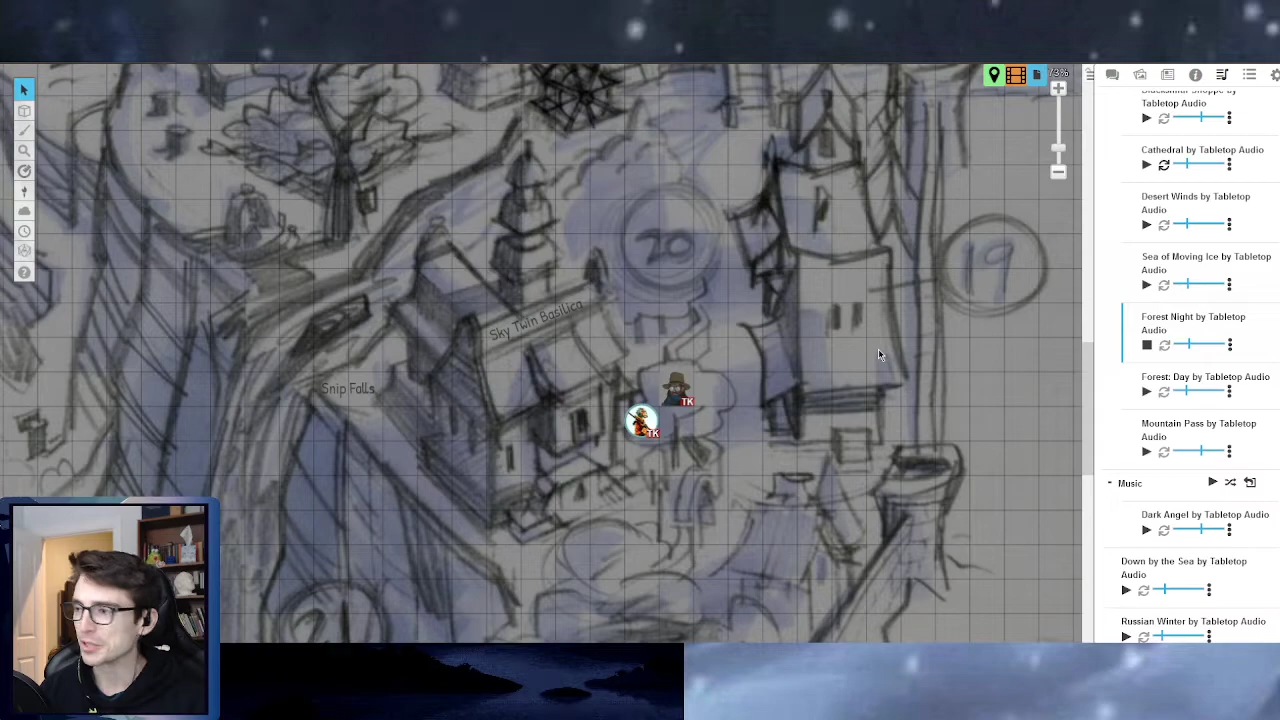 73%
Tabletop Audio
Cathedral by Tabletop Audio
Desert Winds by Tabletop
Audio
Sea of Moving Ice by Tabletop
Audio
Forest Night by Tabletop
Audio
Forest: Day by Tabletop Audio
Mountain Pass by Tabletop
Audio
Music
Dark Angel by Tabletop Audio
Down by the Sea by Tabletop
Audio
Russian Winter by Tabletop Audio
20
19
Sky Twin Basilica
Snip Falls
TK
TK